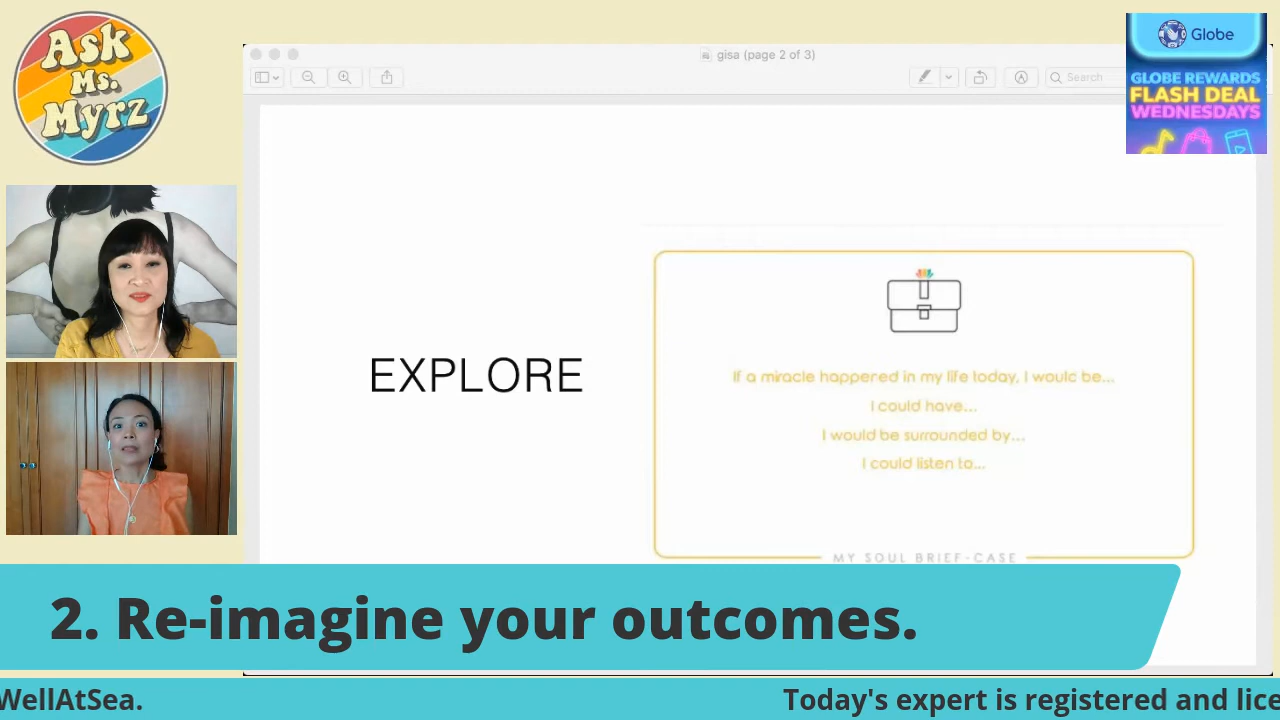 Ask
Ms.
Myrz
gisa (page 2 of 3)
Search
Globe
GLOBE REWARDS
FLASH DEAL
WEDNESDAYS
EXPLORE
If a miracle happened in my life today, I would be...
I could have...
I would be surrounded by...
I could listen to...
MY SOUL BRIEF-CASE
2. Re-imagine your outcomes.
WellAtSea.
Today's expert is registered and lice